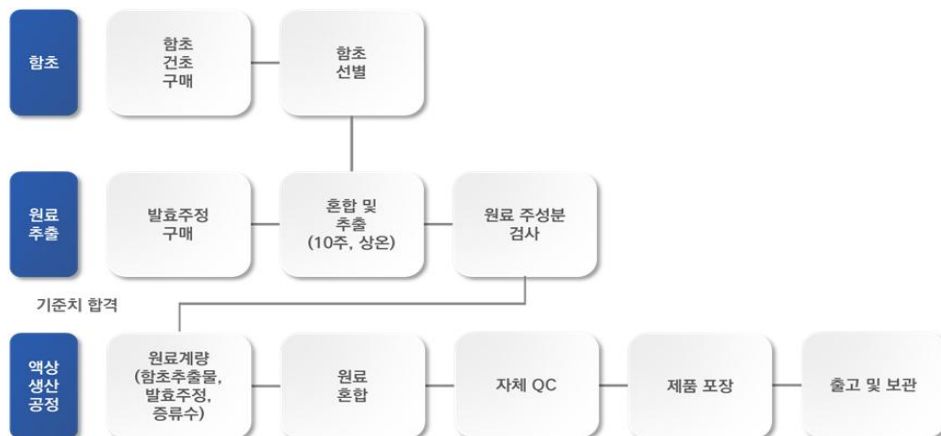 함초
함초
건초
구매
함초
선별
원료
추출
발효주정
구매
혼합 및
추출
(10주, 상온)
원료 주성분
검사
기준치 합격
액상
생산
공정
원료계량
(함초추출물,
발효주정,
증류수)
원료
혼합
자체 QC
제품 포장
출고 및 보관